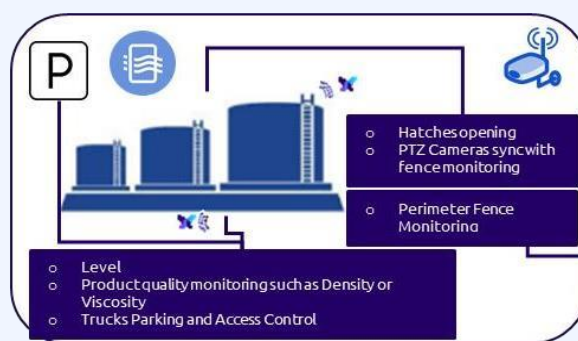 P
Hatches opening
PTZ Cameras sync with
fence monitoring
Perimeter Fence
Monitoring
Level
Product quality monitoring such as Density or
Viscosity
Trucks Parking and Access Control